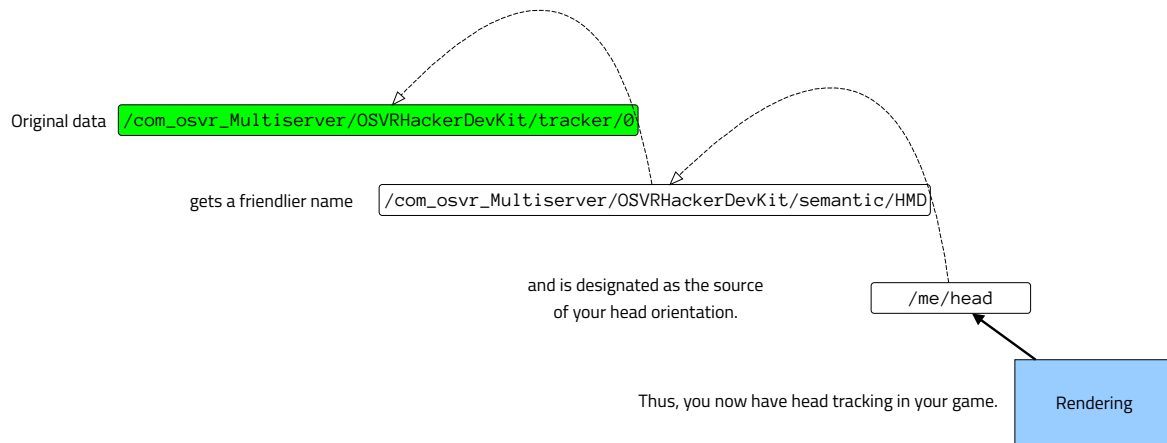 Original data
/com_osvr_Multiserver/OSVRHackerDevKit/tracker/0
gets a friendlier name
/com_osvr_Multiserver/OSVRHackerDevKit/semantic/HMD
and is designated as the source
of your head orientation.
/me/head
Thus, you now have head tracking in your game.
Rendering